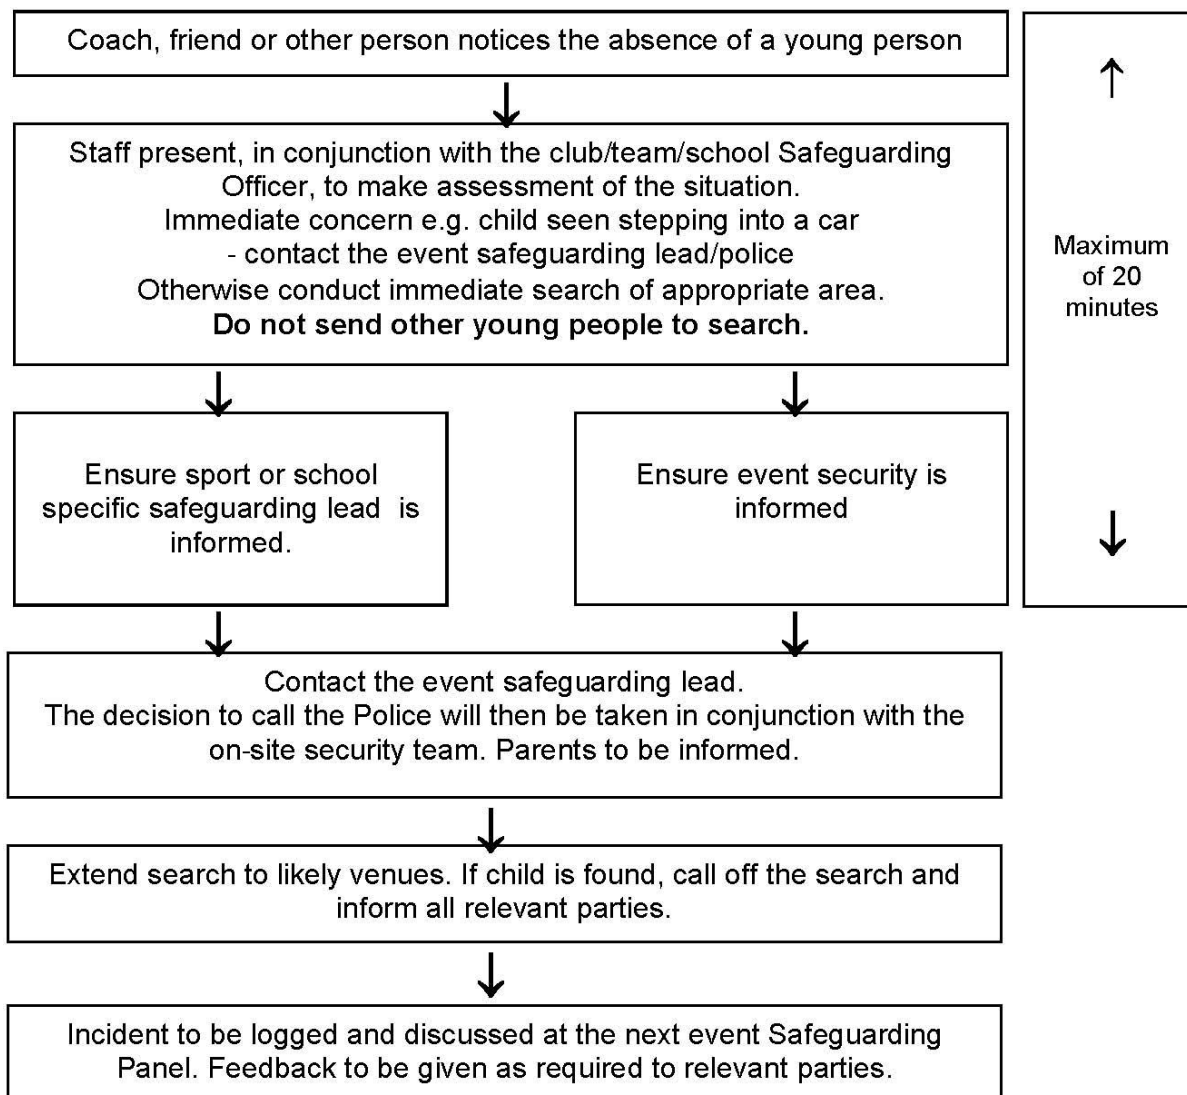 Coach, friend or other person notices the absence of a young person
Staff present, in conjunction with the club/team/school Safeguarding
Officer, to make assessment of the situation.
Immediate concern e.g. child seen stepping into a car
- contact the event safeguarding lead/police
Otherwise conduct immediate search of appropriate area.
Do not send other young people to search.
Maximum
of 20
minutes
Ensure sport or school
specific safeguarding lead is
informed.
Ensure event security is
informed
Contact the event safeguarding lead.
The decision to call the Police will then be taken in conjunction with the
on-site security team. Parents to be informed.
Extend search to likely venues. If child is found, call off the search and
inform all relevant parties.
Incident to be logged and discussed at the next event Safeguarding
Panel. Feedback to be given as required to relevant parties.